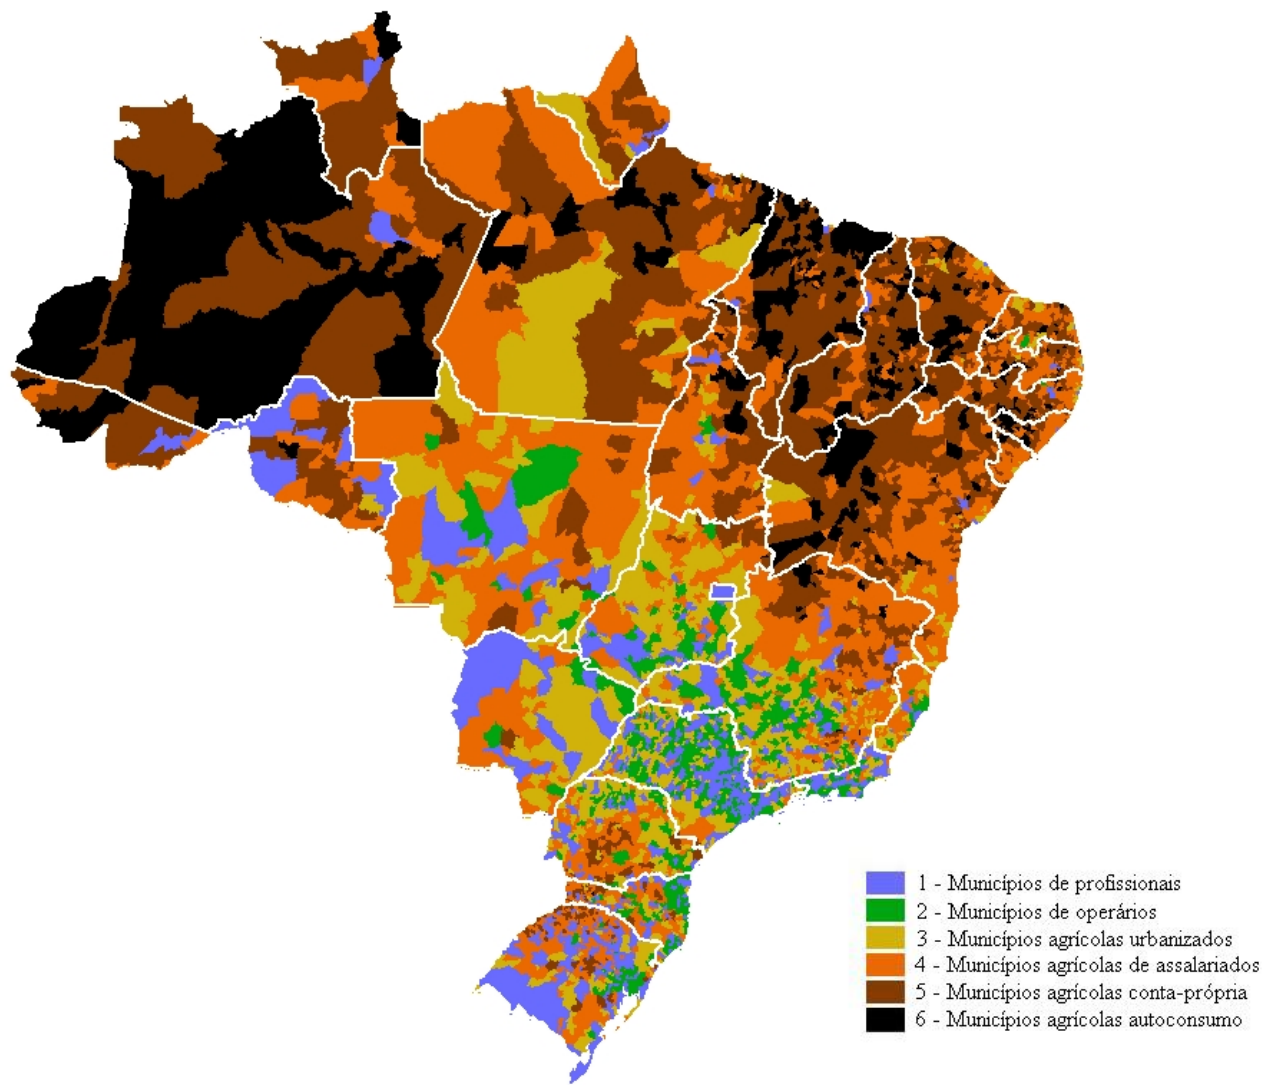 1 - Municípios de profissionais
2 - Municípios de operários
3 - Municípios agrícolas urbanizados
4 - Municípios agrícolas de assalariados
5 - Municípios agrícolas conta-própria
6 - Municípios agrícolas autoconsumo